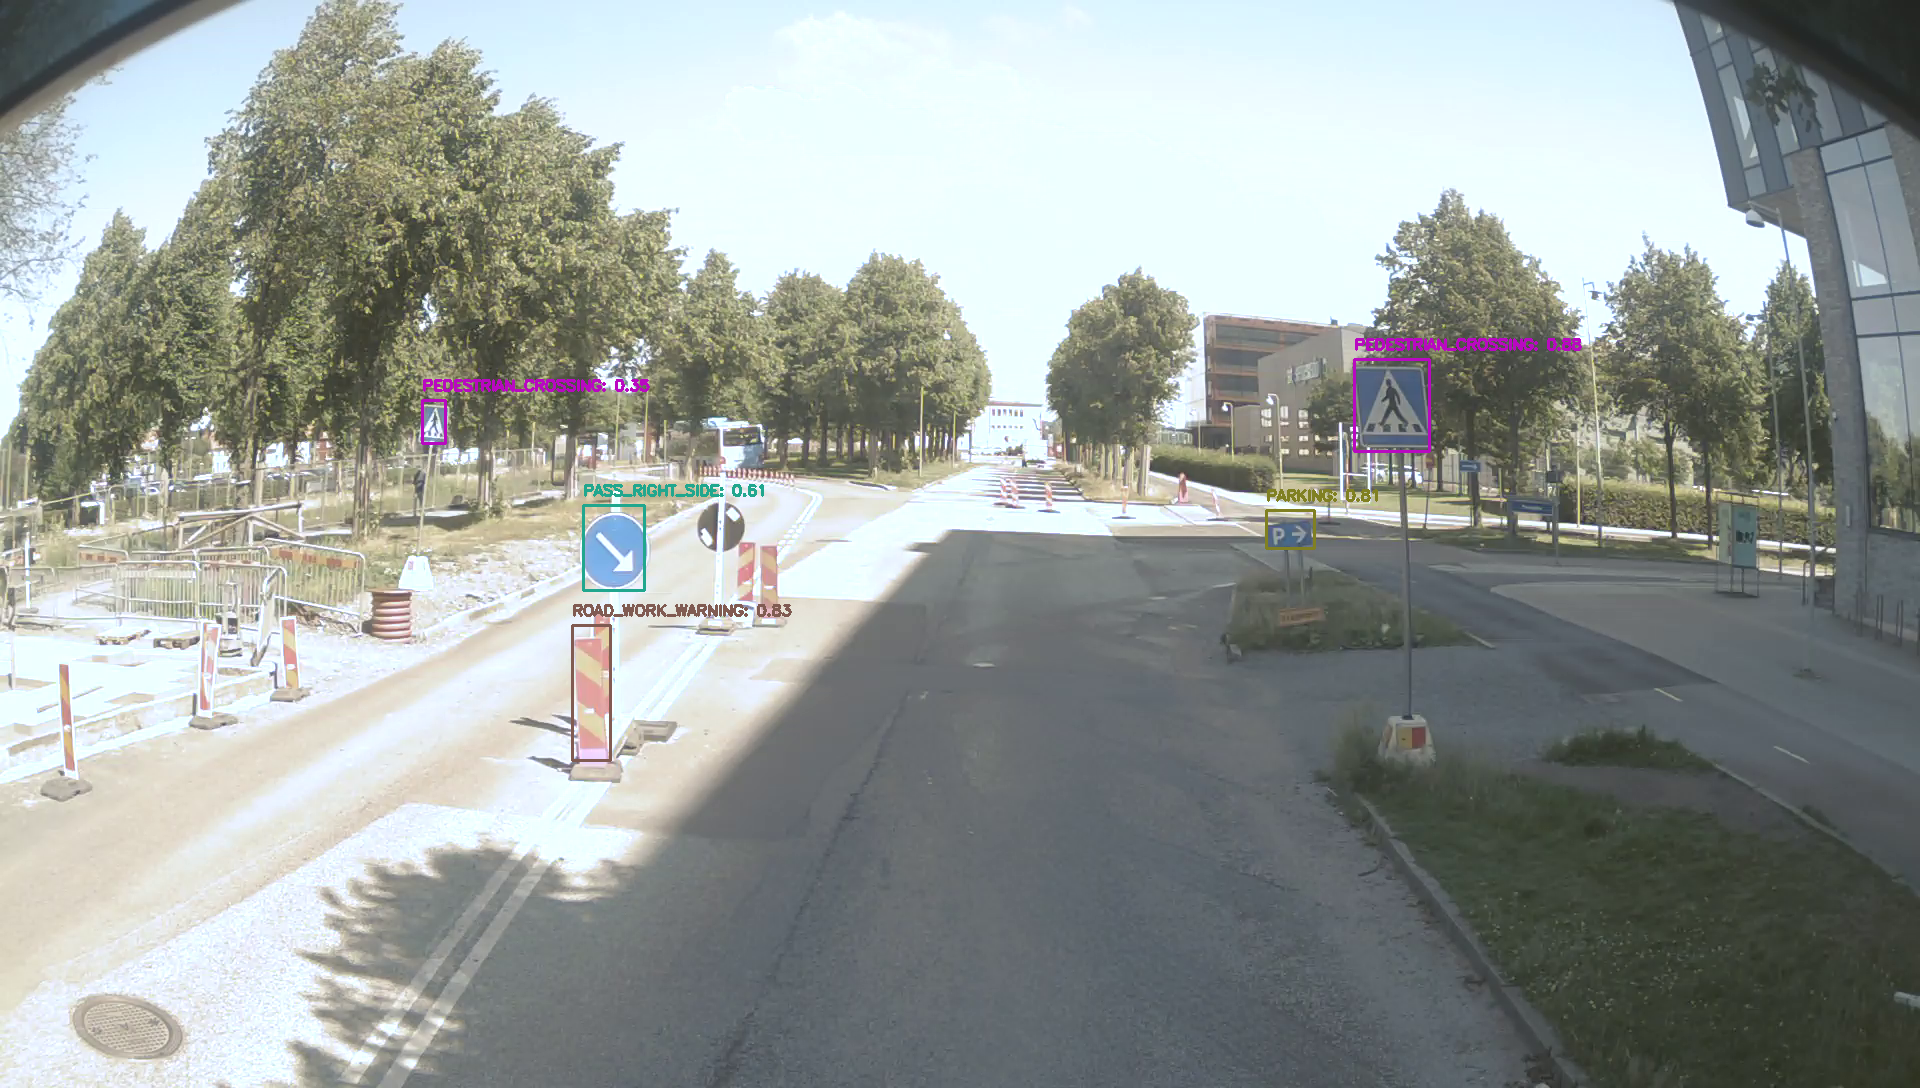 PEDESTRIAN_CROSSING: 0.88
PEDESTRIAN_CROSSING: 0.35
PASS_RIGHT_SIDE: 0.61
PARKING: 0.81
P
ROAD_WORK_WARNING: 0.83